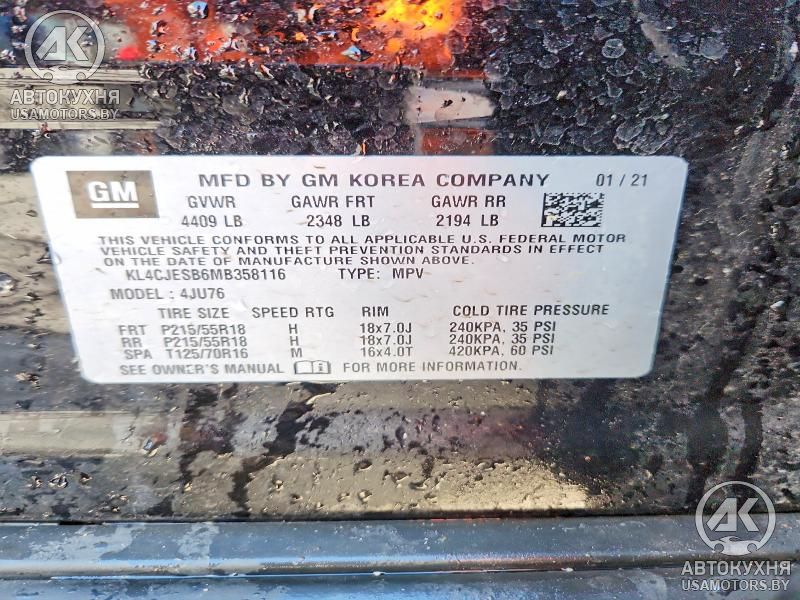 AK
АВТОКУХНЯ
USAMOTORS.BY
GM MFD BY GM KOREA COMPANY 01 / 21
GVWR GAWR FRT GAWR RR
4409 LB 2348 LB 2194 LB
THIS VEHICLE CONFORMS TO ALL APPLICABLE U.S. FEDERAL MOTOR
VEHICLE SAFETY AND THEFT PREVENTION STANDARDS IN EFFECT
ON THE DATE OF MANUFACTURE SHOWN ABOVE.
KL4CJESB6MB358116 TYPE: MPV
MODEL : 4JU76
TIRE SIZE SPEED RTG RIM COLD TIRE PRESSURE
FRT P215/55R18 H 18x7.0J 240KPA, 35 PSI
RR P215/55R18 H 18x7.0J 240KPA, 35 PSI
SPA T125/70R16 M 16x4.0T 420KPA, 60 PSI
SEE OWNER'S MANUAL FOR MORE INFORMATION.
AK
АВТОКУХНЯ
USAMOTORS.BY